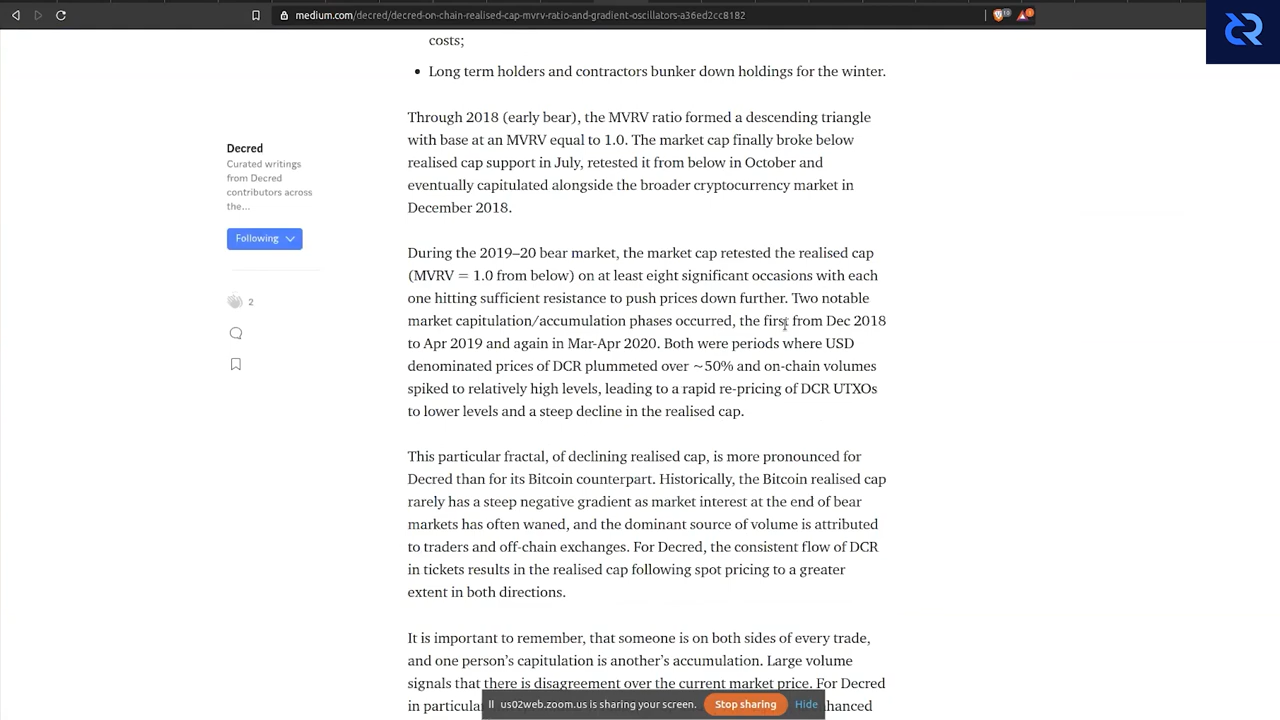 medium.com/decred/decred-on-chain-realised-cap-mvrv-ratio-and-gradient-oscillators-a36ed2cc8182
costs;
Long term holders and contractors bunker down holdings for the winter.
Through 2018 (early bear), the MVRV ratio formed a descending triangle
with base at an MVRV equal to 1.0. The market cap finally broke below
realised cap support in July, retested it from below in October and
eventually capitulated alongside the broader cryptocurrency market in
December 2018.
Decred
Curated writings
from Decred
contributors across
the...
Following
2
During the 2019–20 bear market, the market cap retested the realised cap
(MVRV = 1.0 from below) on at least eight significant occasions with each
one hitting sufficient resistance to push prices down further. Two notable
market capitulation/accumulation phases occurred, the first from Dec 2018
to Apr 2019 and again in Mar-Apr 2020. Both were periods where USD
denominated prices of DCR plummeted over ~50% and on-chain volumes
spiked to relatively high levels, leading to a rapid re-pricing of DCR UTXOs
to lower levels and a steep decline in the realised cap.
This particular fractal, of declining realised cap, is more pronounced for
Decred than for its Bitcoin counterpart. Historically, the Bitcoin realised cap
rarely has a steep negative gradient as market interest at the end of bear
markets has often waned, and the dominant source of volume is attributed
to traders and off-chain exchanges. For Decred, the consistent flow of DCR
in tickets results in the realised cap following spot pricing to a greater
extent in both directions.
It is important to remember, that someone is on both sides of every trade,
and one person's capitulation is another's accumulation. Large volume
signals that there is disagreement over the current market price. For Decred
in particula
nhanced
us02web.zoom.us is sharing your screen.
Stop sharing
Hide